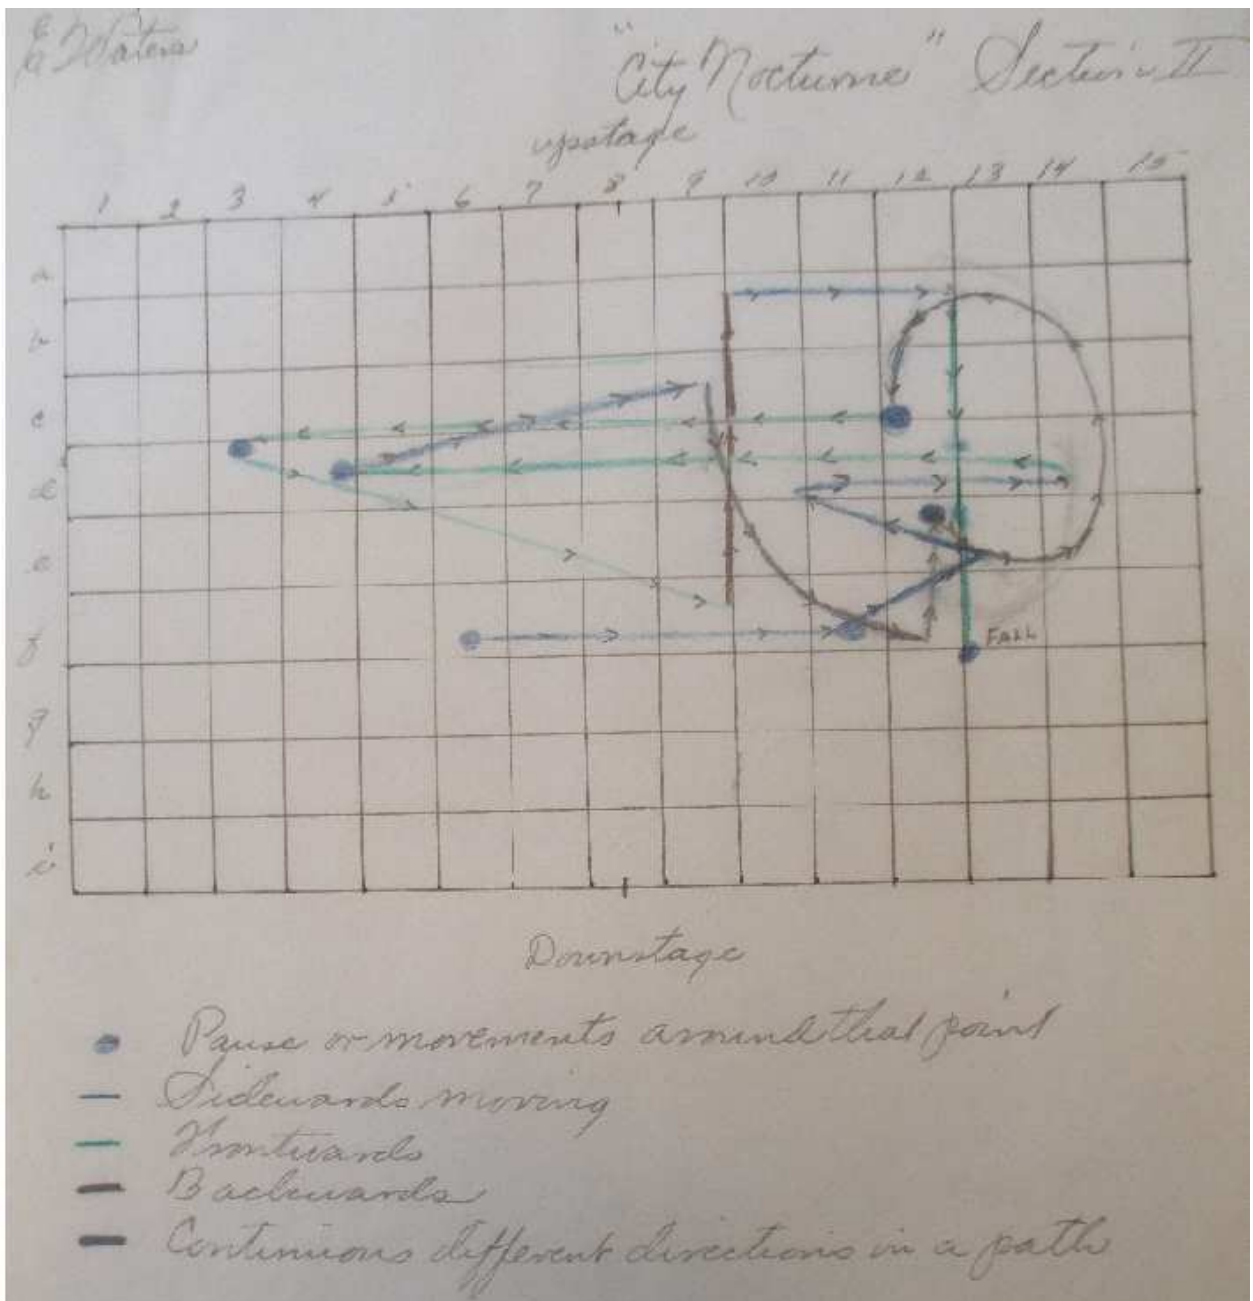 E Waters
"City Nocturne" Section II
upstage
1 2 3 4 5 6 7 8 9 10 11 12 13 14 15
a
b
c
d
e
f
FALL
g
h
i
Downstage
Pause or movements around that point
Sidewards moving
Frontwards
Backwards
Continuous different directions in a path